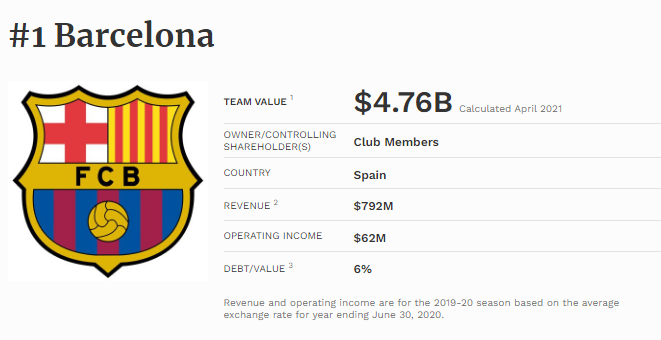 #1 Barcelona
FCB
TEAM VALUE 1 $4.76B Calculated April 2021
OWNER/CONTROLLING
SHAREHOLDER(S) Club Members
COUNTRY Spain
REVENUE 2 $792M
OPERATING INCOME $62M
DEBT/VALUE 3 6%
Revenue and operating income are for the 2019-20 season based on the average
exchange rate for year ending June 30, 2020.